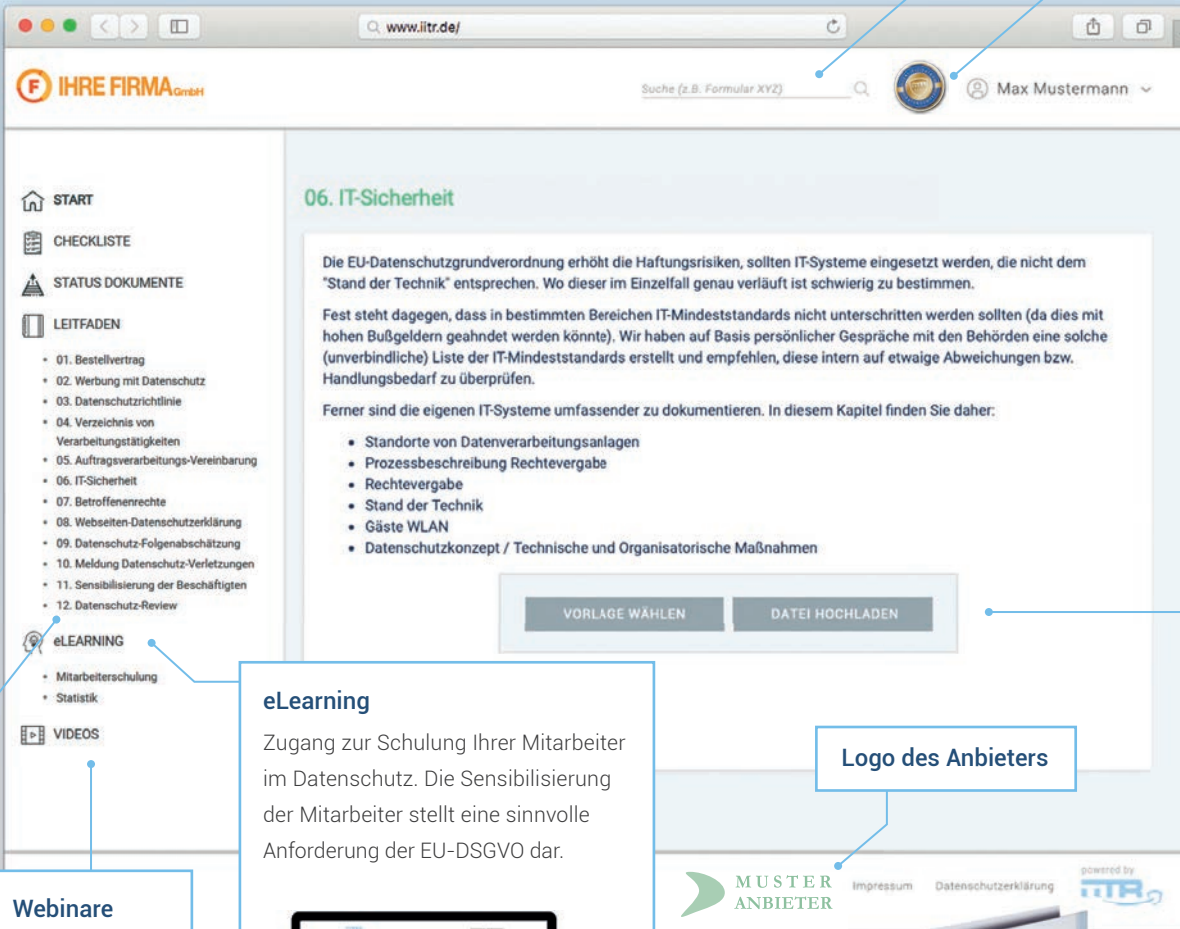 www.iitr.de/
F IHRE FIRMA GmbH
Suche (z.B. Formular XYZ)
Max Mustermann
START
CHECKLISTE
STATUS DOKUMENTE
LEITFADEN
• 01. Bestellvertrag
• 02. Werbung mit Datenschutz
• 03. Datenschutzrichtlinie
• 04. Verzeichnis von
Verarbeitungstätigkeiten
• 05. Auftragsverarbeitungs-Vereinbarung
• 06. IT-Sicherheit
• 07. Betroffenenrechte
• 08. Webseiten-Datenschutzerklärung
• 09. Datenschutz-Folgenabschätzung
• 10. Meldung Datenschutz-Verletzungen
• 11. Sensibilisierung der Beschäftigten
• 12. Datenschutz-Review
eLEARNING
• Mitarbeiterschulung
• Statistik
VIDEOS
06. IT-Sicherheit
Die EU-Datenschutzgrundverordnung erhöht die Haftungsrisiken, sollten IT-Systeme eingesetzt werden, die nicht dem
"Stand der Technik" entsprechen. Wo dieser im Einzelfall genau verläuft ist schwierig zu bestimmen.
Fest steht dagegen, dass in bestimmten Bereichen IT-Mindeststandards nicht unterschritten werden sollten (da dies mit
hohen Bußgeldern geahndet werden könnte). Wir haben auf Basis persönlicher Gespräche mit den Behörden eine solche
(unverbindliche) Liste der IT-Mindeststandards erstellt und empfehlen, diese intern auf etwaige Abweichungen bzw.
Handlungsbedarf zu überprüfen.
Ferner sind die eigenen IT-Systeme umfassender zu dokumentieren. In diesem Kapitel finden Sie daher:
• Standorte von Datenverarbeitungsanlagen
• Prozessbeschreibung Rechtevergabe
• Rechtevergabe
• Stand der Technik
• Gäste WLAN
• Datenschutzkonzept / Technische und Organisatorische Maßnahmen
VORLAGE WÄHLEN
DATEI HOCHLADEN
eLearning
Zugang zur Schulung Ihrer Mitarbeiter
im Datenschutz. Die Sensibilisierung
der Mitarbeiter stellt eine sinnvolle
Anforderung der EU-DSGVO dar.
Logo des Anbieters
Webinare
MUSTER
ANBIETER
Impressum
Datenschutzerklärung
powered by
iiTR